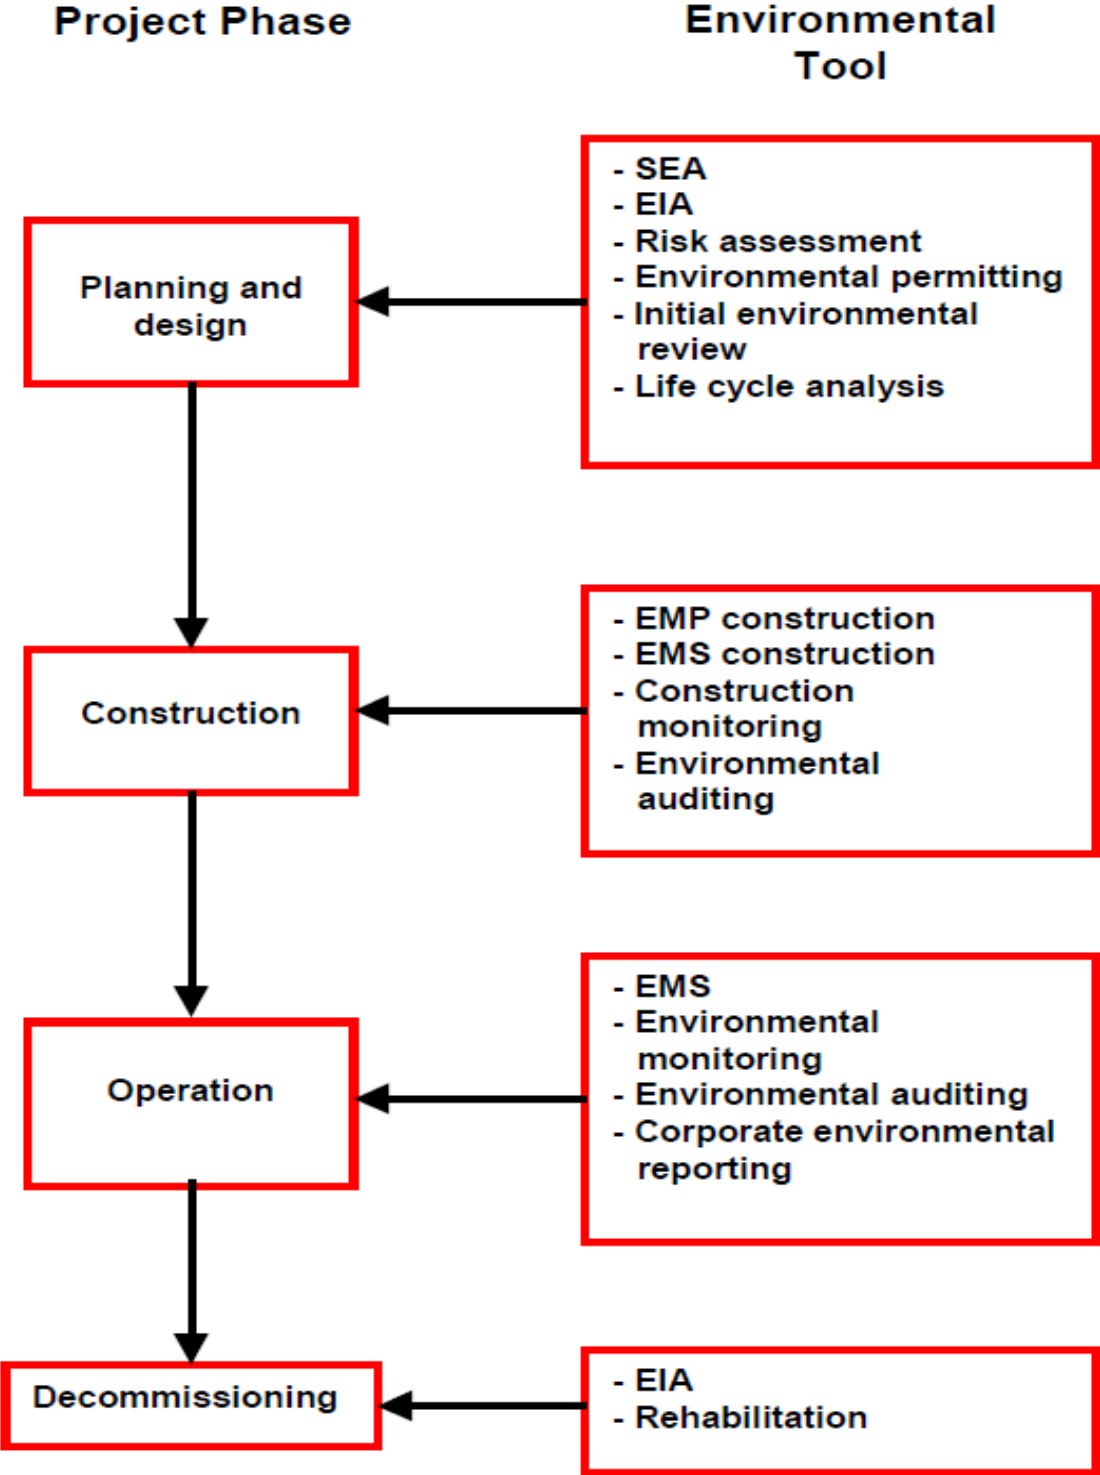 Project Phase
Environmental
Tool
- SEA
- EIA
- Risk assessment
- Environmental permitting
- Initial environmental
review
- Life cycle analysis
Planning and
design
- EMP construction
- EMS construction
- Construction
monitoring
- Environmental
auditing
Construction
- EMS
- Environmental
monitoring
- Environmental auditing
- Corporate environmental
reporting
Operation
- EIA
- Rehabilitation
Decommissioning